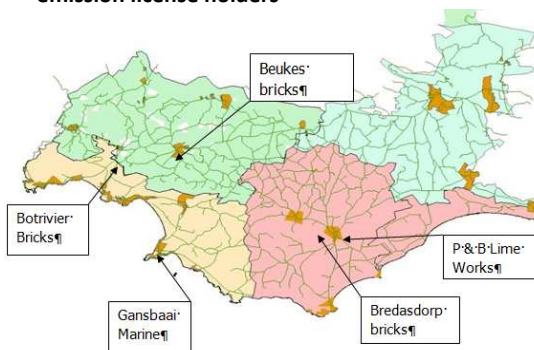 emission license holders
Beukes·
bricks¶
Botrivier·
Bricks¶
Gansbaai·
Marine¶
P·&·B·Lime·
Works¶
Bredasdorp·
bricks¶